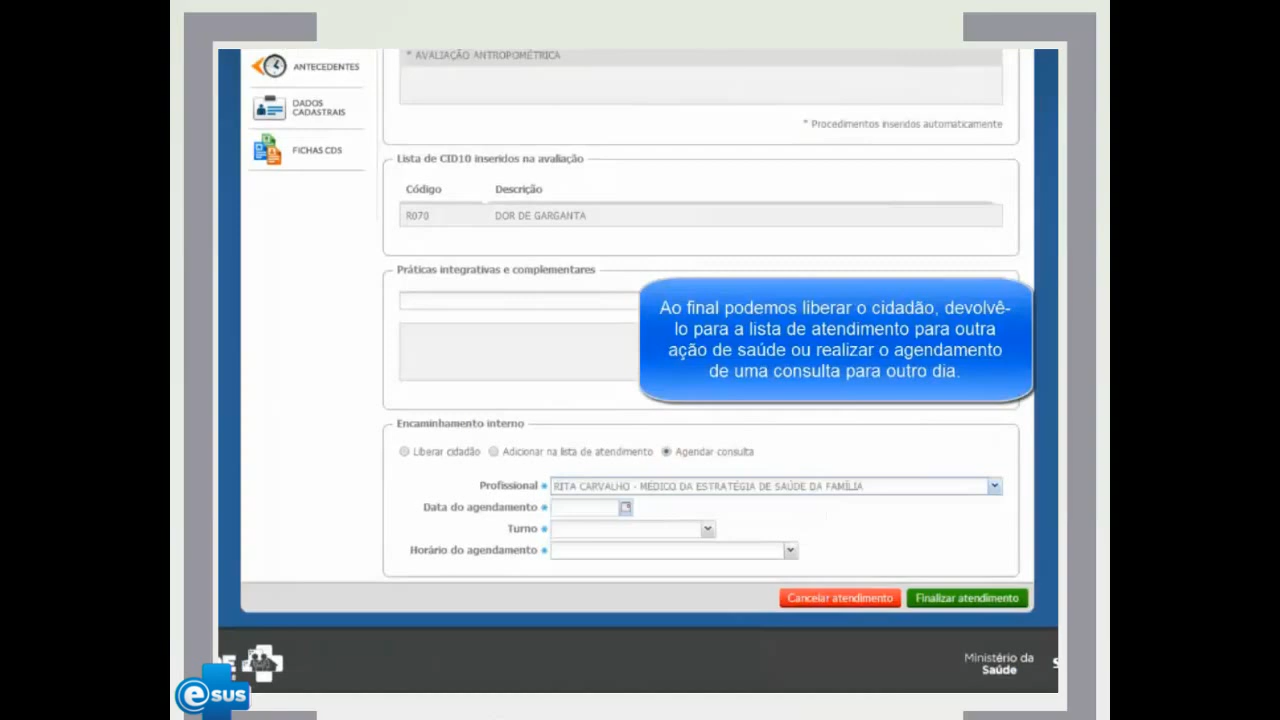 * AVALIAÇÃO ANTROPOMÉTRICA
ANTECEDENTES
DADOS
CADASTRAIS
FICHAS CDS
* Procedimentos inseridos automaticamente
Lista de CID10 inseridos na avaliação
Código Descrição
R070 DOR DE GARGANTA
Práticas integrativas e complementares
Ao final podemos liberar o cidadão, devolvê-
lo para a lista de atendimento para outra
ação de saúde ou realizar o agendamento
de uma consulta para outro dia.
Encaminhamento interno
Liberar cidadão Adicionar na lista de atendimento Agendar consulta
Profissional RITA CARVALHO - MÉDICO DA ESTRATÉGIA DE SAÚDE DA FAMÍLIA
Data do agendamento
Turno
Horário do agendamento
Cancelar atendimento Finalizar atendimento
Ministério da
Saúde
e sus